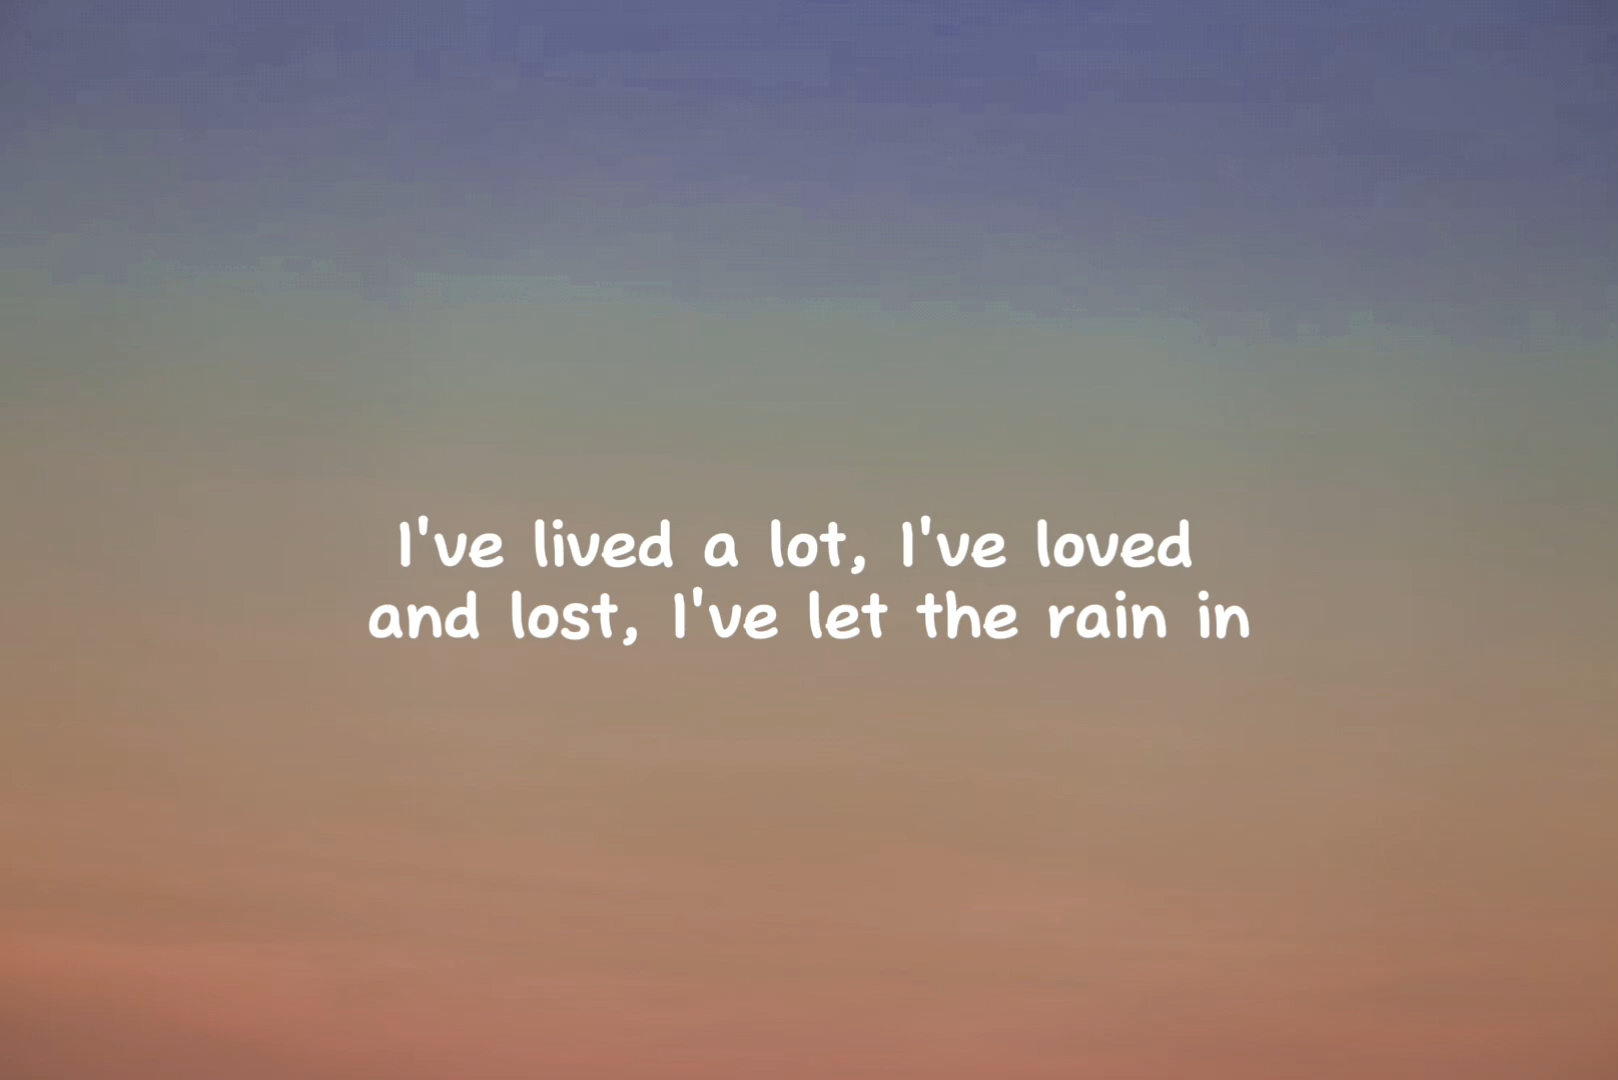 I've lived a lot, I've loved
and lost, I've let the rain in